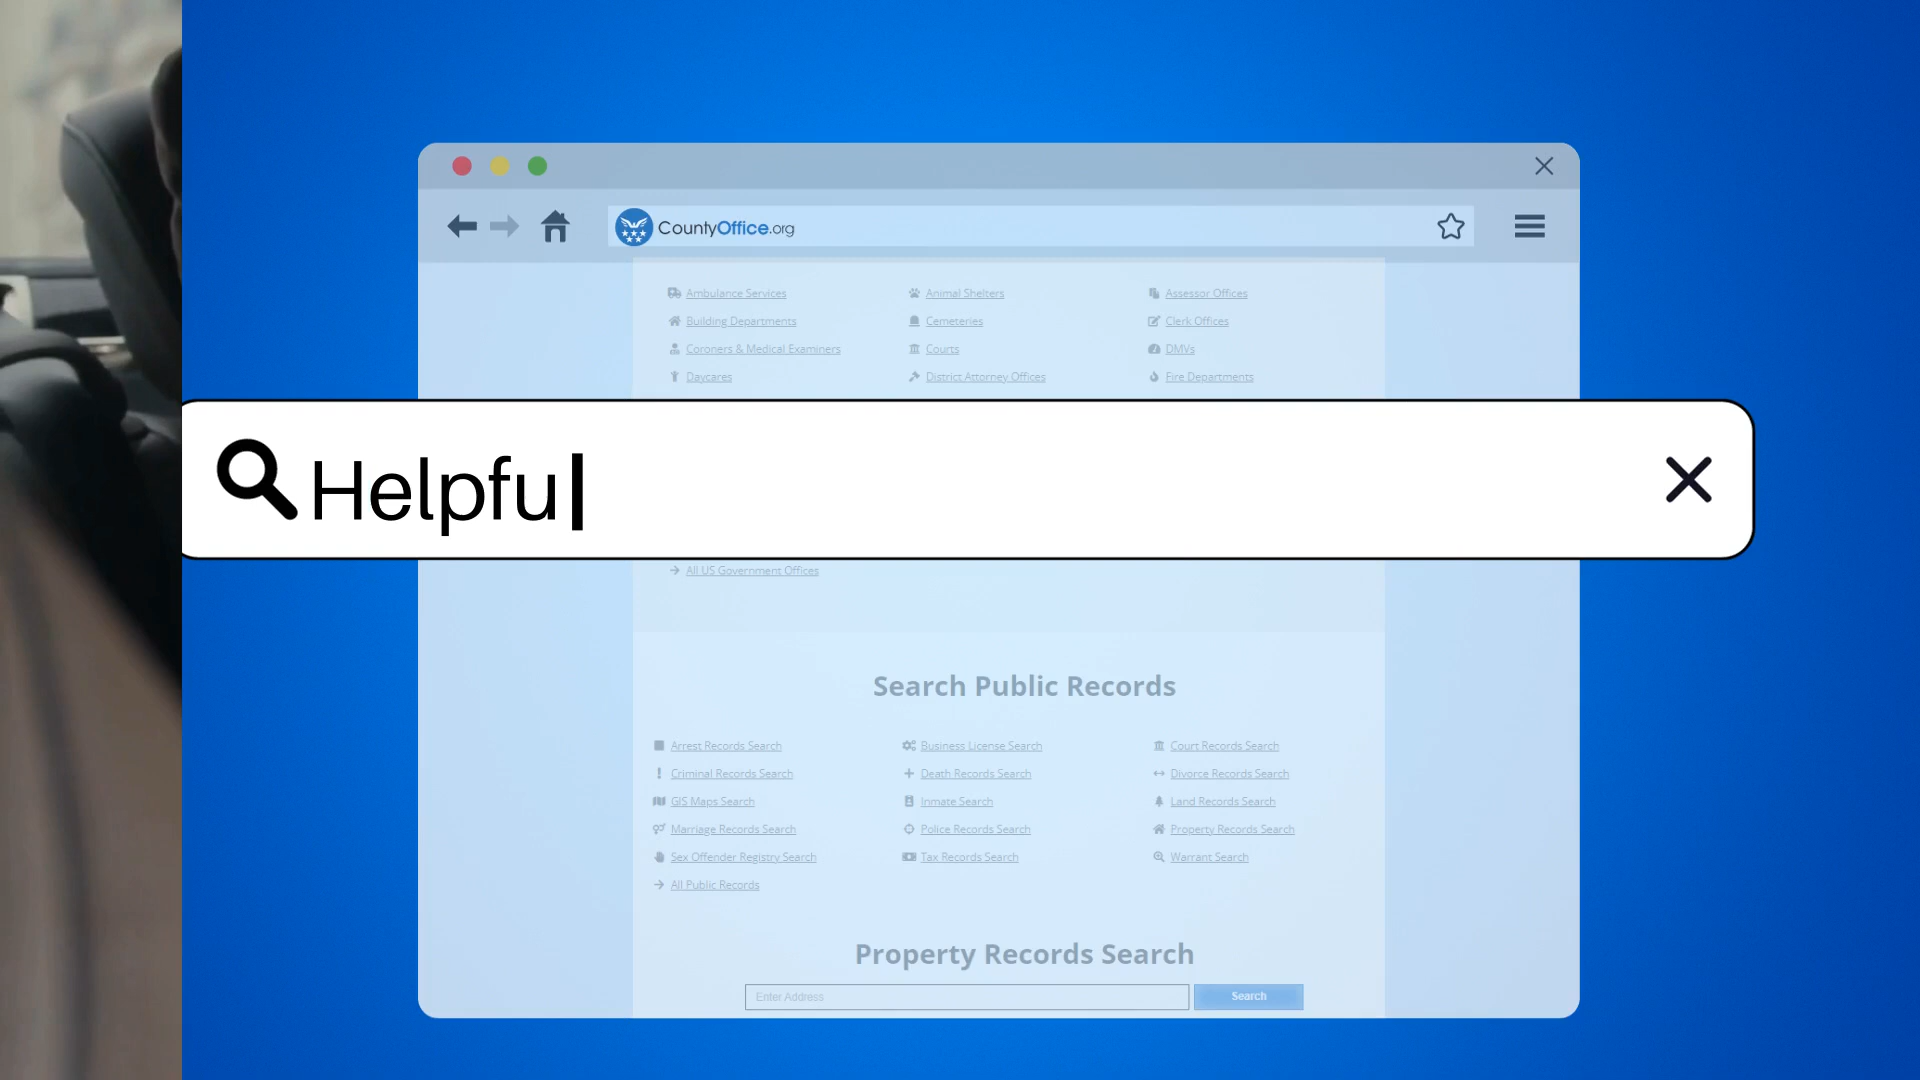 CountyOffice.org
Ambulance Services Animal Shelters Assessor Offices
Building Departments Cemeteries Clerk Offices
Coroners & Medical Examiners Courts DMVs
Daycares District Attorney Offices Fire Departments
Helpfu
All US Government Offices
Search Public Records
Arrest Records Search Business License Search Court Records Search
Criminal Records Search Death Records Search Divorce Records Search
GIS Maps Search Inmate Search Land Records Search
Marriage Records Search Police Records Search Property Records Search
Sex Offender Registry Search Tax Records Search Warrant Search
All Public Records
Property Records Search
Enter Address Search